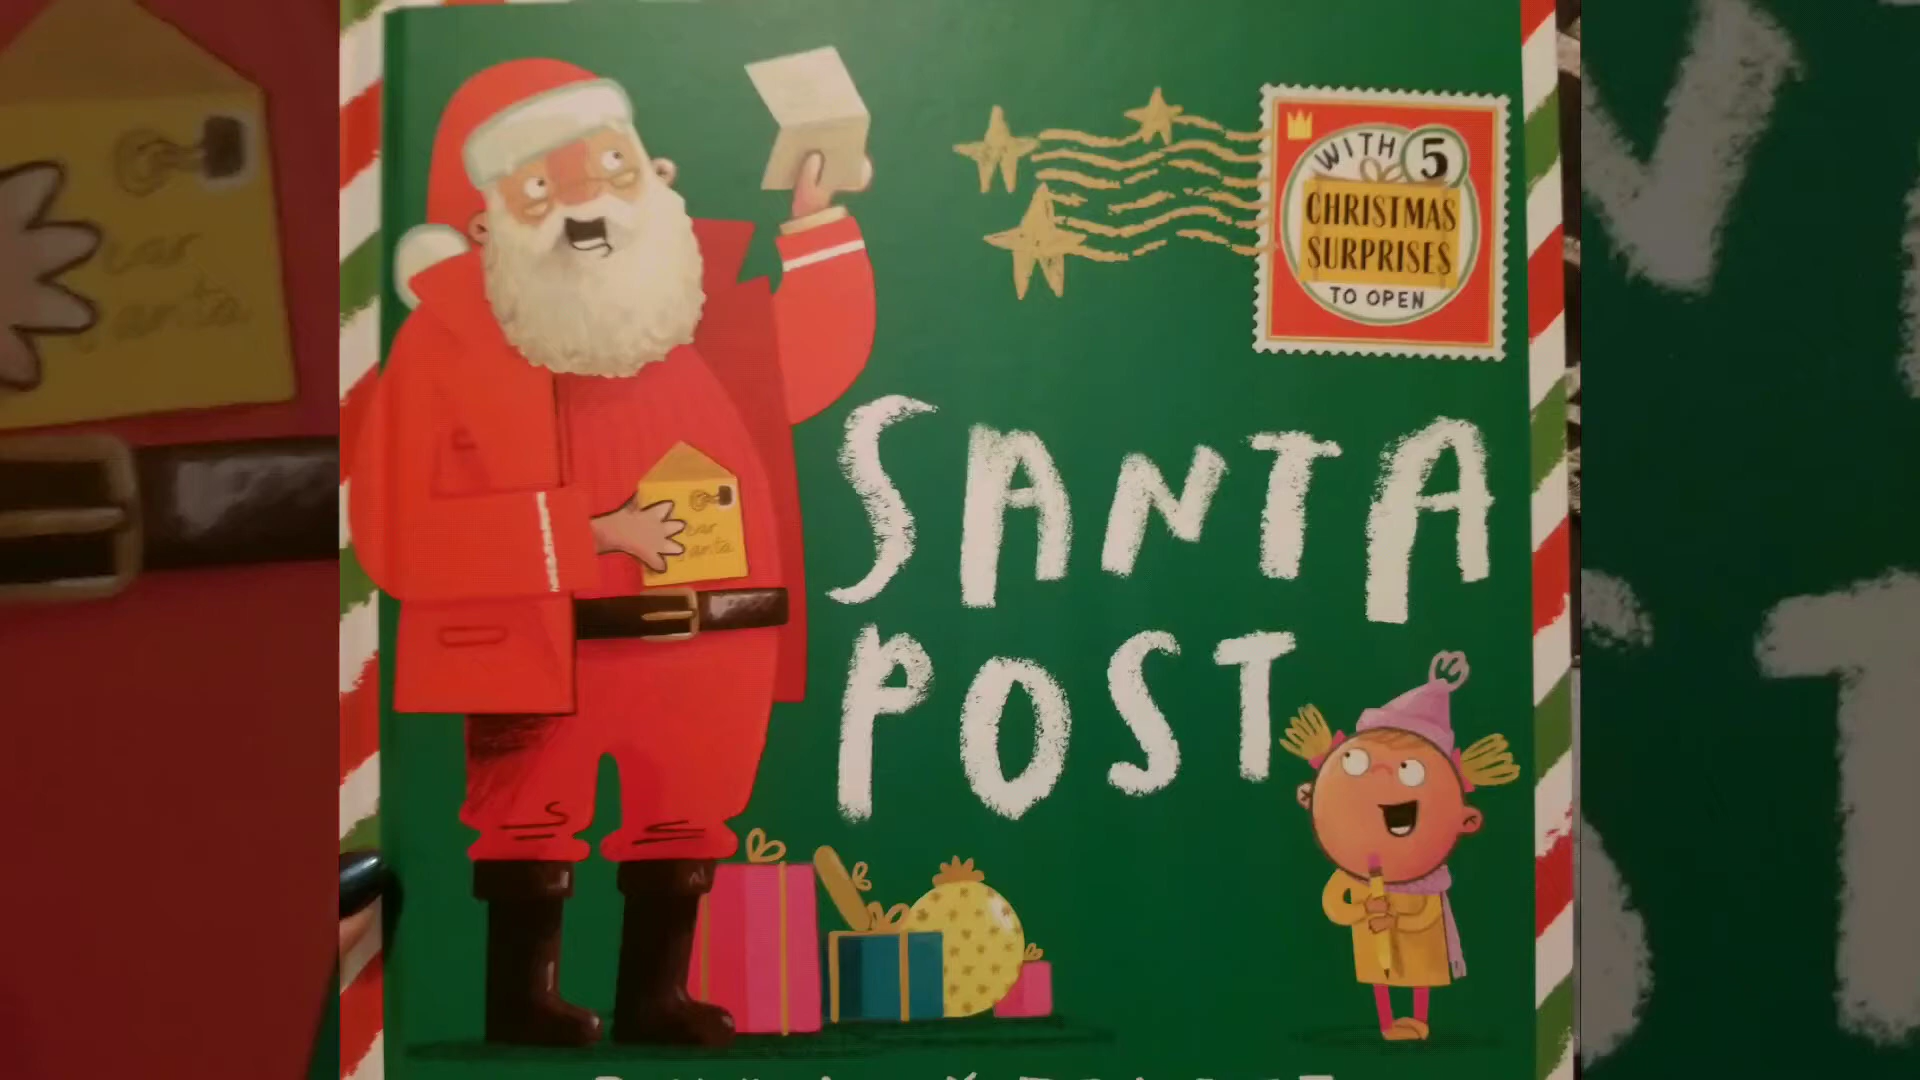 WITH 5
CHRISTMAS
SURPRISES
TO OPEN
SANTA
POST